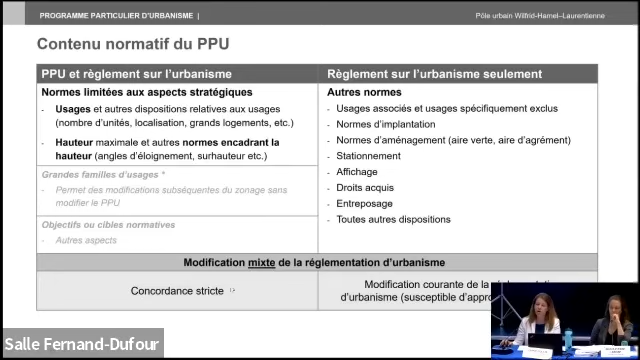 PROGRAMME PARTICULIER D'URBANISME |
Pôle urbain Wilfrid-Hamel–Laurentienne
Contenu normatif du PPU
PPU et règlement sur l'urbanisme
Normes limitées aux aspects stratégiques
- Usages et autres dispositions relatives aux usages
(nombre d'unités, localisation, grands logements, etc.)
- Hauteur maximale et autres normes encadrant la
hauteur (angles d'éloignement, surhauteur etc.)
Grandes familles d'usages *
- Permet des modifications subséquentes du zonage sans
modifier le PPU
Objectifs ou cibles normatives
- Autres aspects
Règlement sur l'urbanisme seulement
Autres normes
- Usages associés et usages spécifiquement exclus
- Normes d'implantation
- Normes d'aménagement (aire verte, aire d'agrément)
- Stationnement
- Affichage
- Droits acquis
- Entreposage
- Toutes autres dispositions
Modification mixte de la réglementation d'urbanisme
Concordance stricte
Modification courante de la
d'urbanisme (susceptible
Salle Fernand-Dufour